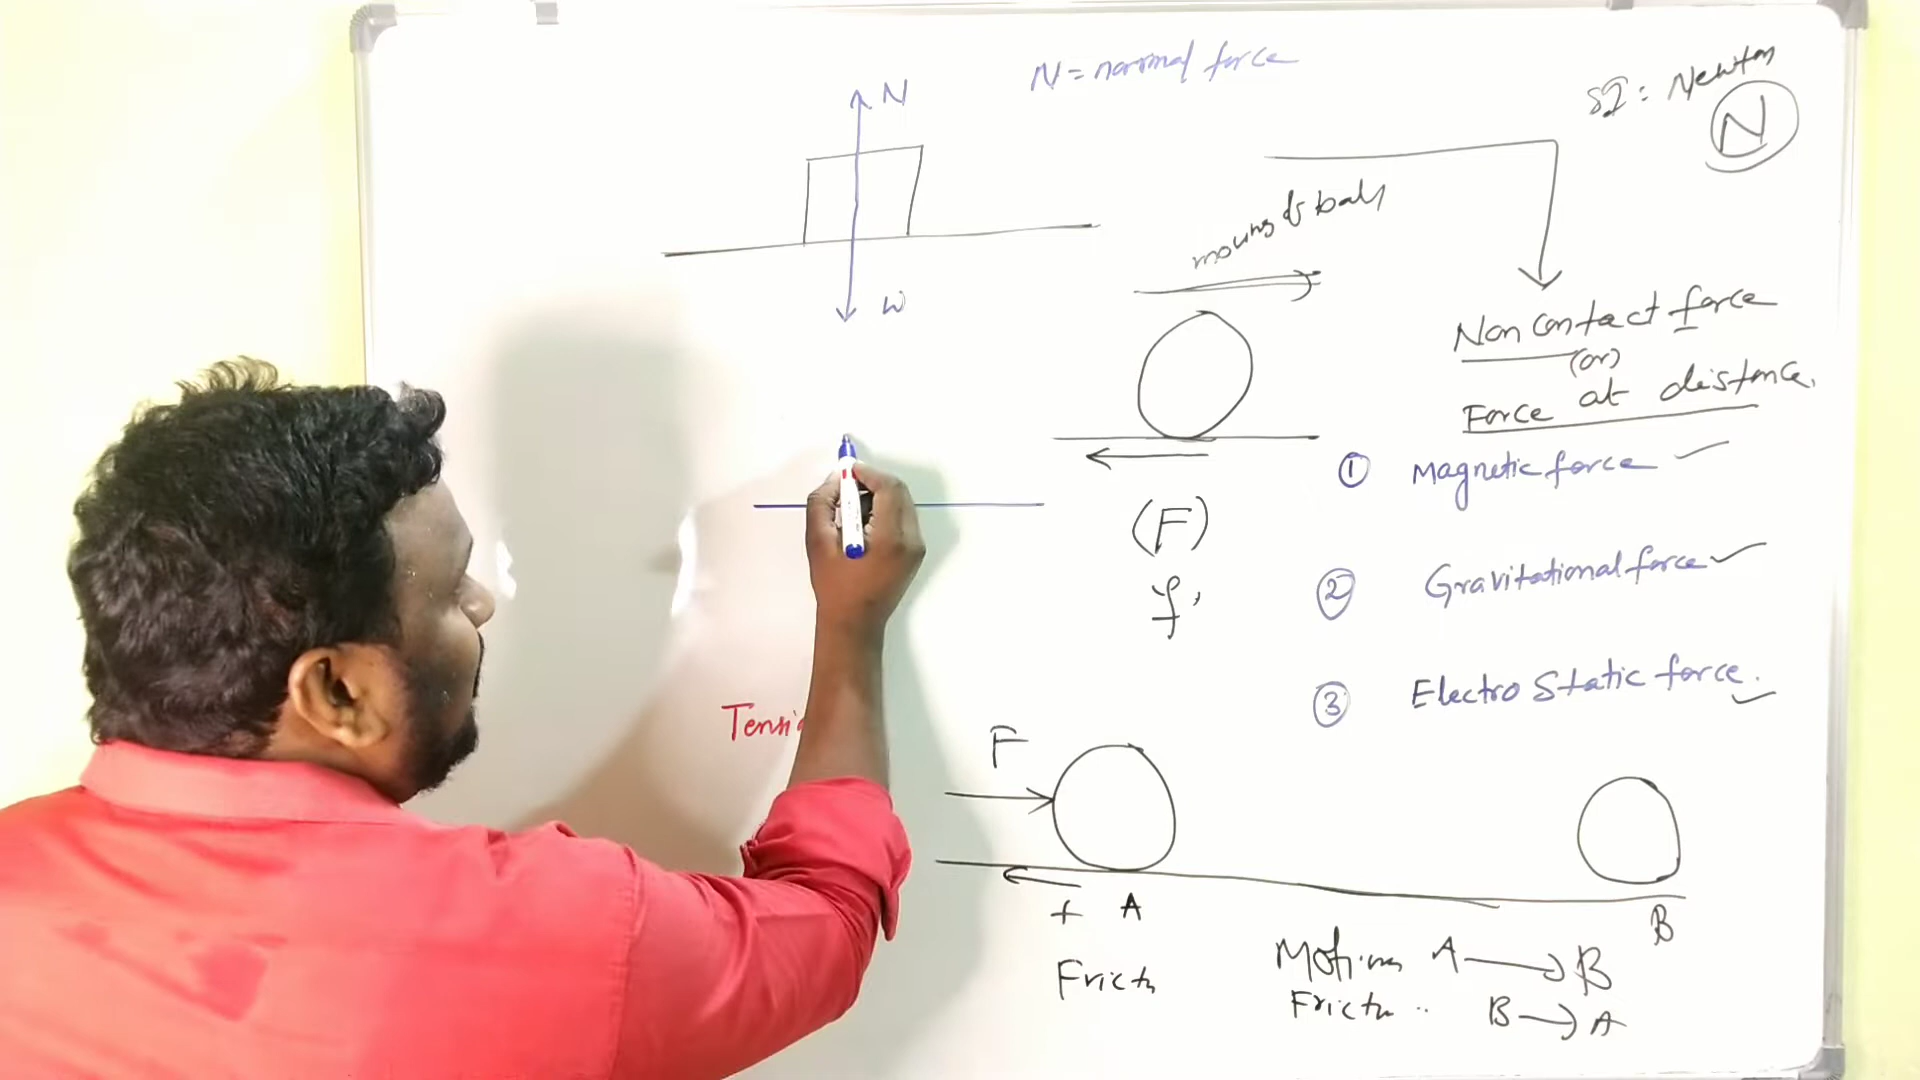 N = normal force
SI: Newton
N
N
W
moving of ball
Non contact force
(or)
Force at distance.
① Magnetic force
(F)
f,
② Gravitational force
③ Electro Static force.
Tensi
F
f A
B
Frictn
Motion A → B
Frictn .. B → A